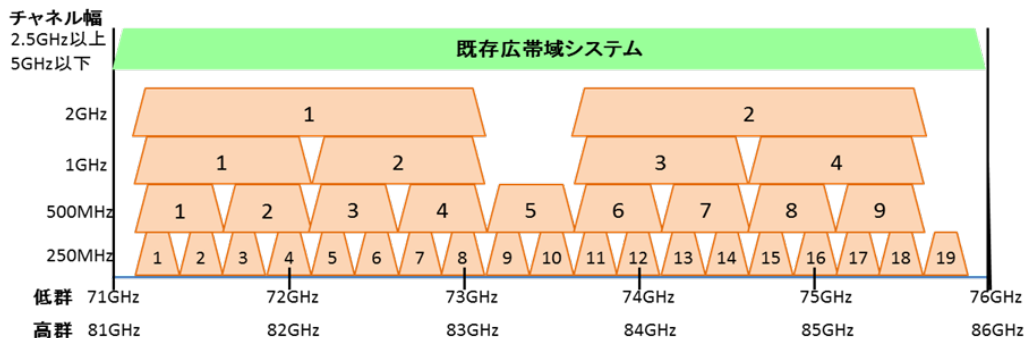 チャネル幅
2.5GHz以上
5GHz以下
既存広帯域システム
2GHz 1 2
1GHz 1 2 3 4
500MHz 1 2 3 4 5 6 7 8 9
250MHz 1 2 3 4 5 6 7 8 9 10 11 12 13 14 15 16 17 18 19
低群 71GHz 72GHz 73GHz 74GHz 75GHz 76GHz
高群 81GHz 82GHz 83GHz 84GHz 85GHz 86GHz